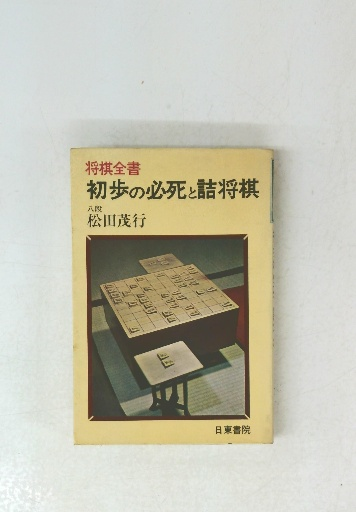 将棋全書
初歩の必死と詰将棋
八段
松田茂行
日東書院